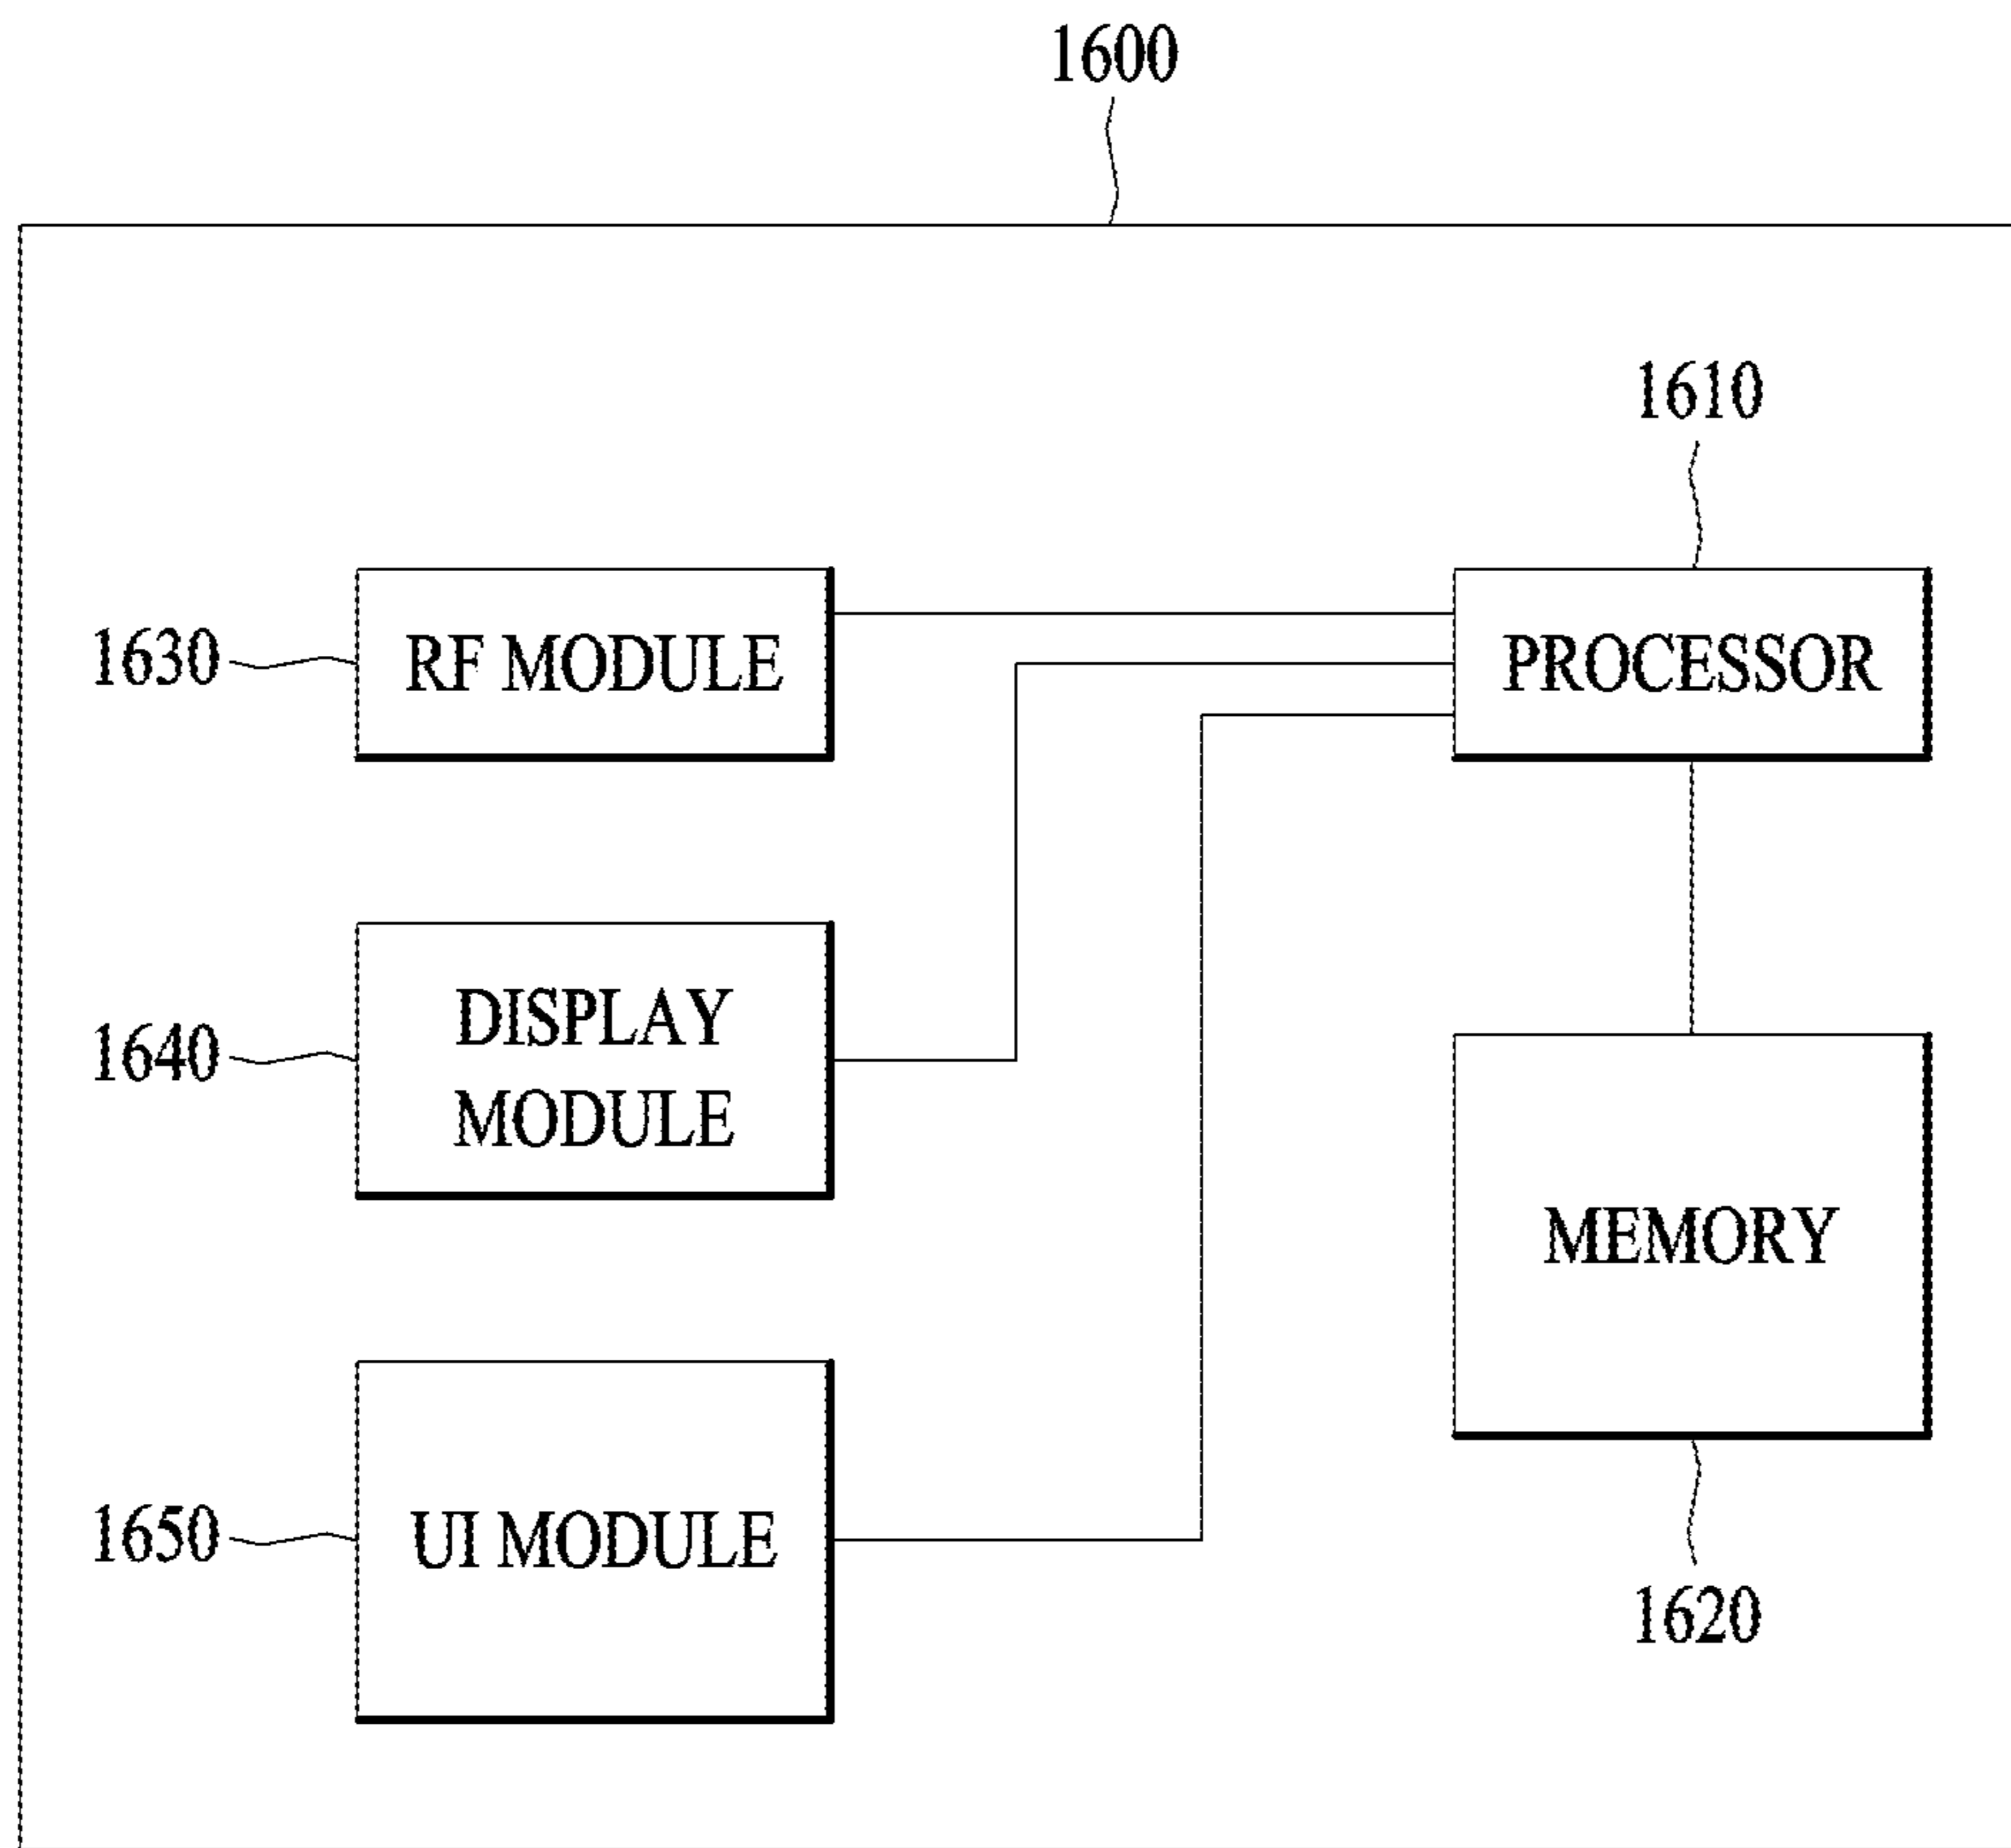 1600
1610
1630
RF MODULE
PROCESSOR
1640
DISPLAY
MODULE
MEMORY
1650
UI MODULE
1620